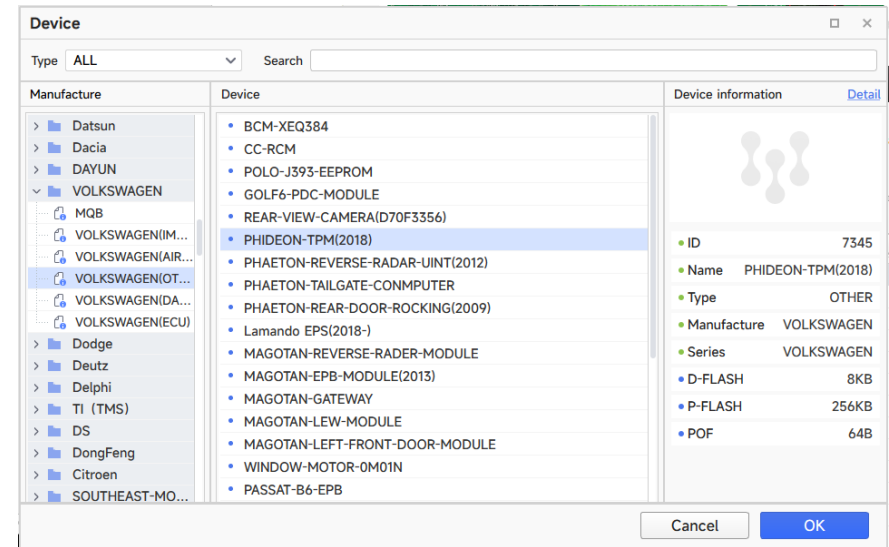 Device
Type ALL Search
Manufacture
Datsun
Dacia
DAYUN
VOLKSWAGEN
MQB
VOLKSWAGEN(IM...
VOLKSWAGEN(AIR...
VOLKSWAGEN(OT...
VOLKSWAGEN(DA...
VOLKSWAGEN(ECU)
Dodge
Deutz
Delphi
TI (TMS)
DS
DongFeng
Citroen
SOUTHEAST-MO...
Device
BCM-XEQ384
CC-RCM
POLO-J393-EEPROM
GOLF6-PDC-MODULE
REAR-VIEW-CAMERA(D70F3356)
PHIDEON-TPM(2018)
PHAETON-REVERSE-RADAR-UINT(2012)
PHAETON-TAILGATE-CONMPUTER
PHAETON-REAR-DOOR-ROCKING(2009)
Lamando EPS(2018-)
MAGOTAN-REVERSE-RADER-MODULE
MAGOTAN-EPB-MODULE(2013)
MAGOTAN-GATEWAY
MAGOTAN-LEW-MODULE
MAGOTAN-LEFT-FRONT-DOOR-MODULE
WINDOW-MOTOR-0M01N
PASSAT-B6-EPB
Device information Detail
ID 7345
Name PHIDEON-TPM(2018)
Type OTHER
Manufacture VOLKSWAGEN
Series VOLKSWAGEN
D-FLASH 8KB
P-FLASH 256KB
POF 64B
Cancel OK